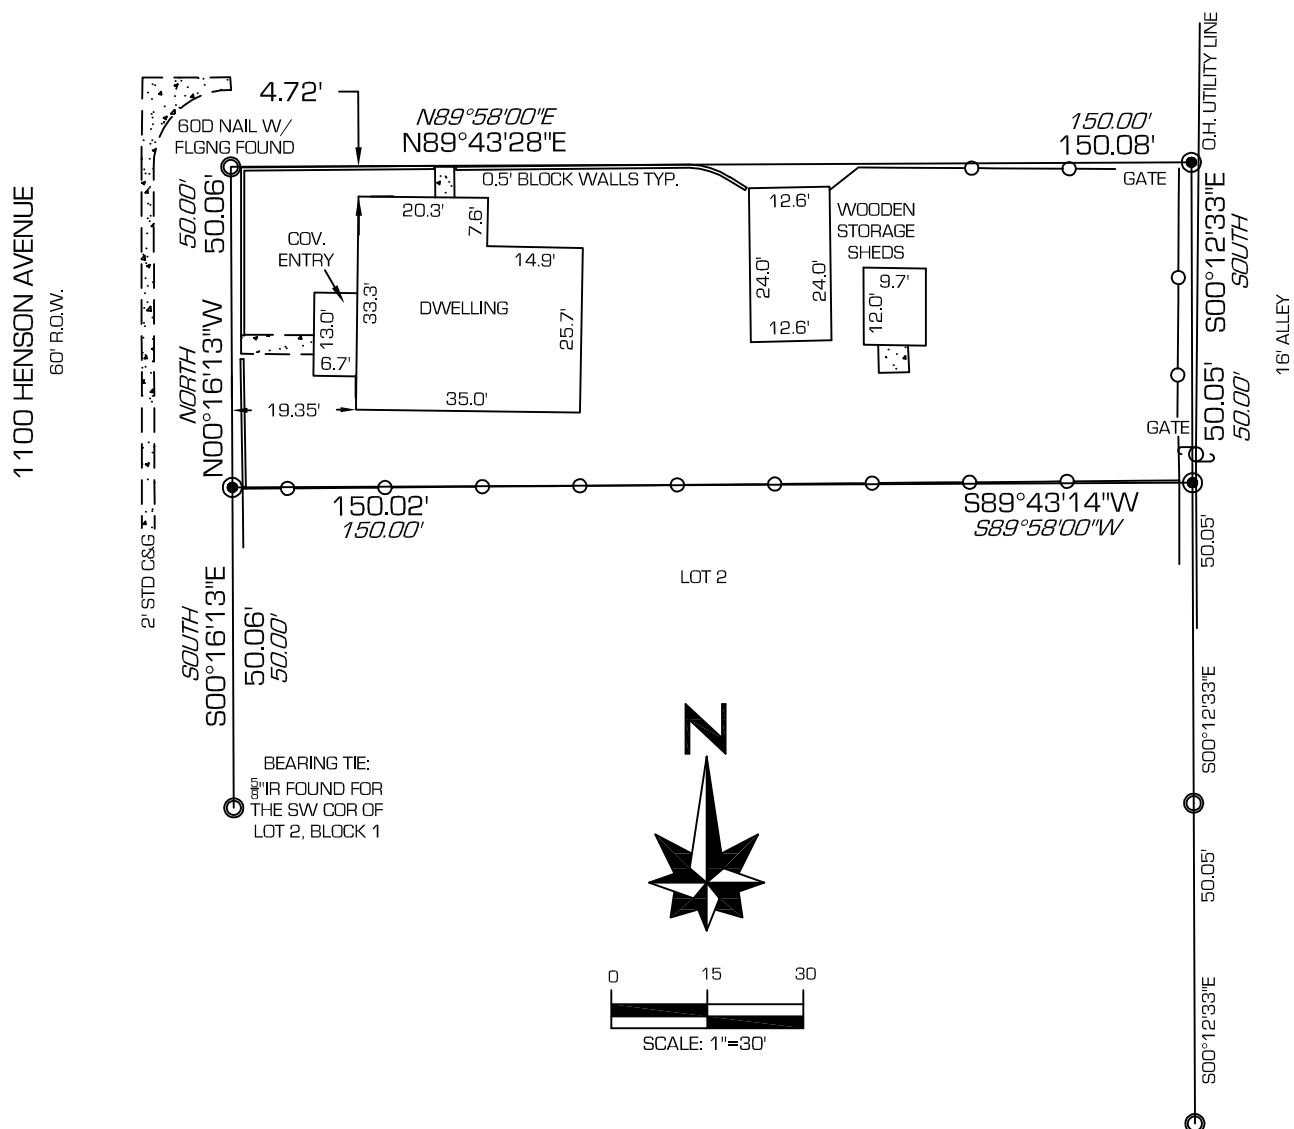 O.H. UTILITY LINE
4.72'
N89°58'00"E
N89°43'28"E
150.00'
150.08'
60D NAIL W/
FLGNG FOUND
0.5' BLOCK WALLS TYP.
GATE
1100 HENSON AVENUE
60' R.O.W.
50.00'
50.06'
NORTH
N00°16'13"W
20.3'
7.6'
14.9'
COV.
ENTRY
33.3'
DWELLING
13.0'
6.7'
25.7'
35.0'
19.35'
12.6'
24.0'
24.0'
12.6'
WOODEN
STORAGE
SHEDS
9.7'
12.0'
S00°12'33"E
SOUTH
50.05'
50.00'
16' ALLEY
GATE
150.02'
150.00'
S89°43'14"W
S89°58'00"W
2' STD C&G
LOT 2
50.05'
SOUTH
S00°16'13"E
50.06'
50.00'
S00°12'33"E
BEARING TIE:
5/8"IR FOUND FOR
THE SW COR OF
LOT 2, BLOCK 1
N
50.05'
0 15 30
SCALE: 1"=30'
S00°12'33"E